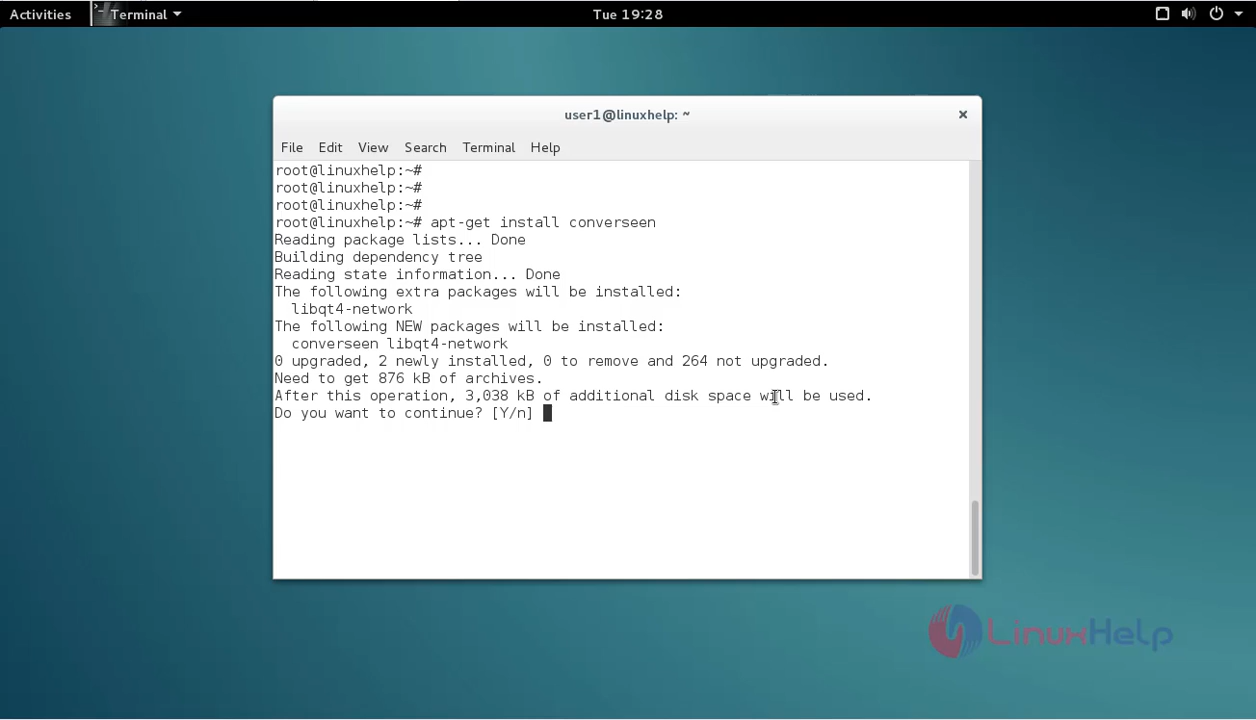 Activities Terminal Tue 19:28
user1@linuxhelp: ~
File Edit View Search Terminal Help
root@linuxhelp:~#
root@linuxhelp:~#
root@linuxhelp:~#
root@linuxhelp:~# apt-get install converseen
Reading package lists... Done
Building dependency tree
Reading state information... Done
The following extra packages will be installed:
  libqt4-network
The following NEW packages will be installed:
  converseen libqt4-network
0 upgraded, 2 newly installed, 0 to remove and 264 not upgraded.
Need to get 876 kB of archives.
After this operation, 3,038 kB of additional disk space will be used.
Do you want to continue? [Y/n]
LinuxHelp